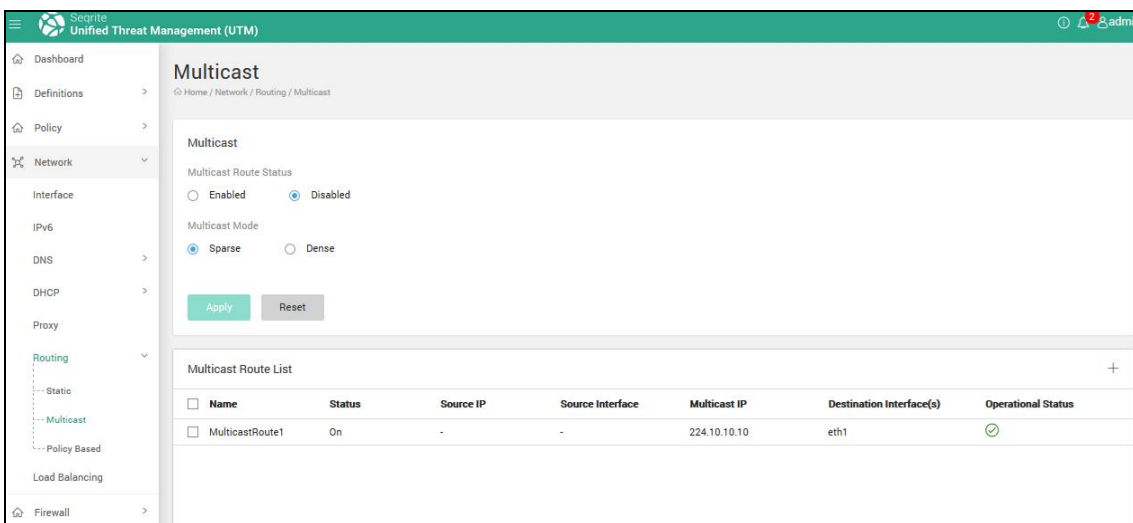 Seqrite
Unified Threat Management (UTM)
2
admi
Dashboard
Definitions
Policy
Network
Interface
IPv6
DNS
DHCP
Proxy
Routing
Static
Multicast
Policy Based
Load Balancing
Firewall
Multicast
Home / Network / Routing / Multicast
Multicast
Multicast Route Status
Enabled Disabled
Multicast Mode
Sparse Dense
Apply Reset
Multicast Route List +
Name Status Source IP Source Interface Multicast IP Destination Interface(s) Operational Status
MulticastRoute1 On - - 224.10.10.10 eth1